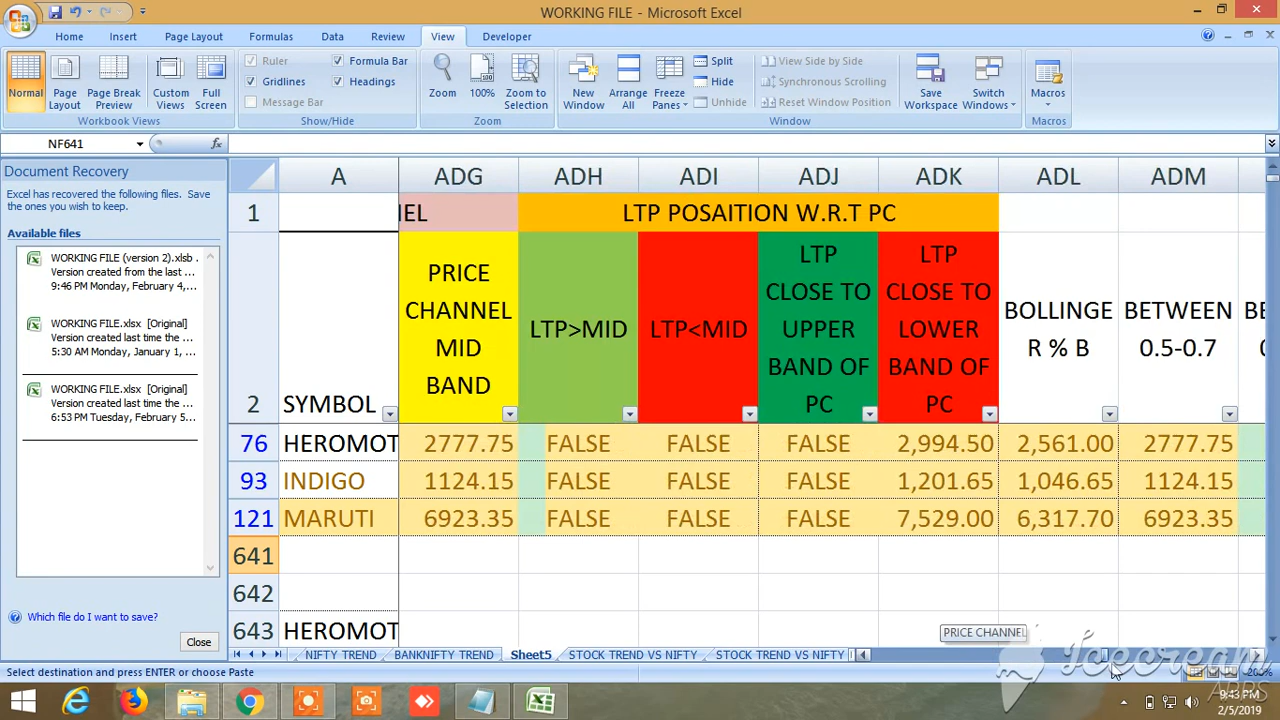 WORKING FILE - Microsoft Excel
Home Insert Page Layout Formulas Data Review View Developer
Normal
Page Layout
Page Break Preview
Custom Views
Full Screen
Workbook Views
Ruler
Gridlines
Message Bar
Formula Bar
Headings
Show/Hide
Zoom
100%
Zoom to Selection
Zoom
New Window
Arrange All
Freeze Panes
Split
Hide
Unhide
View Side by Side
Synchronous Scrolling
Reset Window Position
Window
Save Workspace
Switch Windows
Macros
Macros
NF641
fx
Document Recovery
Excel has recovered the following files. Save
the ones you wish to keep.
Available files
WORKING FILE (version 2).xlsb .
Version created from the last ...
9:46 PM Monday, February 4,...
WORKING FILE.xlsx [Original]
Version created last time the ...
5:30 AM Monday, January 1, ...
WORKING FILE.xlsx [Original]
Version created last time the ...
6:53 PM Tuesday, February 5...
Which file do I want to save?
Close
A ADG ADH ADI ADJ ADK ADL ADM
1 NEL LTP POSAITION W.R.T PC
2 SYMBOL
PRICE
CHANNEL
MID
BAND
LTP>MID
LTP<MID
LTP
CLOSE TO
UPPER
BAND OF
PC
LTP
CLOSE TO
LOWER
BAND OF
PC
BOLLINGE
R % B
BETWEEN
0.5-0.7
BE
76 HEROMOT 2777.75 FALSE FALSE FALSE 2,994.50 2,561.00 2777.75
93 INDIGO 1124.15 FALSE FALSE FALSE 1,201.65 1,046.65 1124.15
121 MARUTI 6923.35 FALSE FALSE FALSE 7,529.00 6,317.70 6923.35
641
642
643 HEROMOT
PRICE CHANNEL
NIFTY TREND BANKNIFTY TREND Sheet5 STOCK TREND VS NIFTY STOCK TREND VS NIFTY
Select destination and press ENTER or choose Paste
200%
Icecream
APPS
9:43 PM
2/5/2019